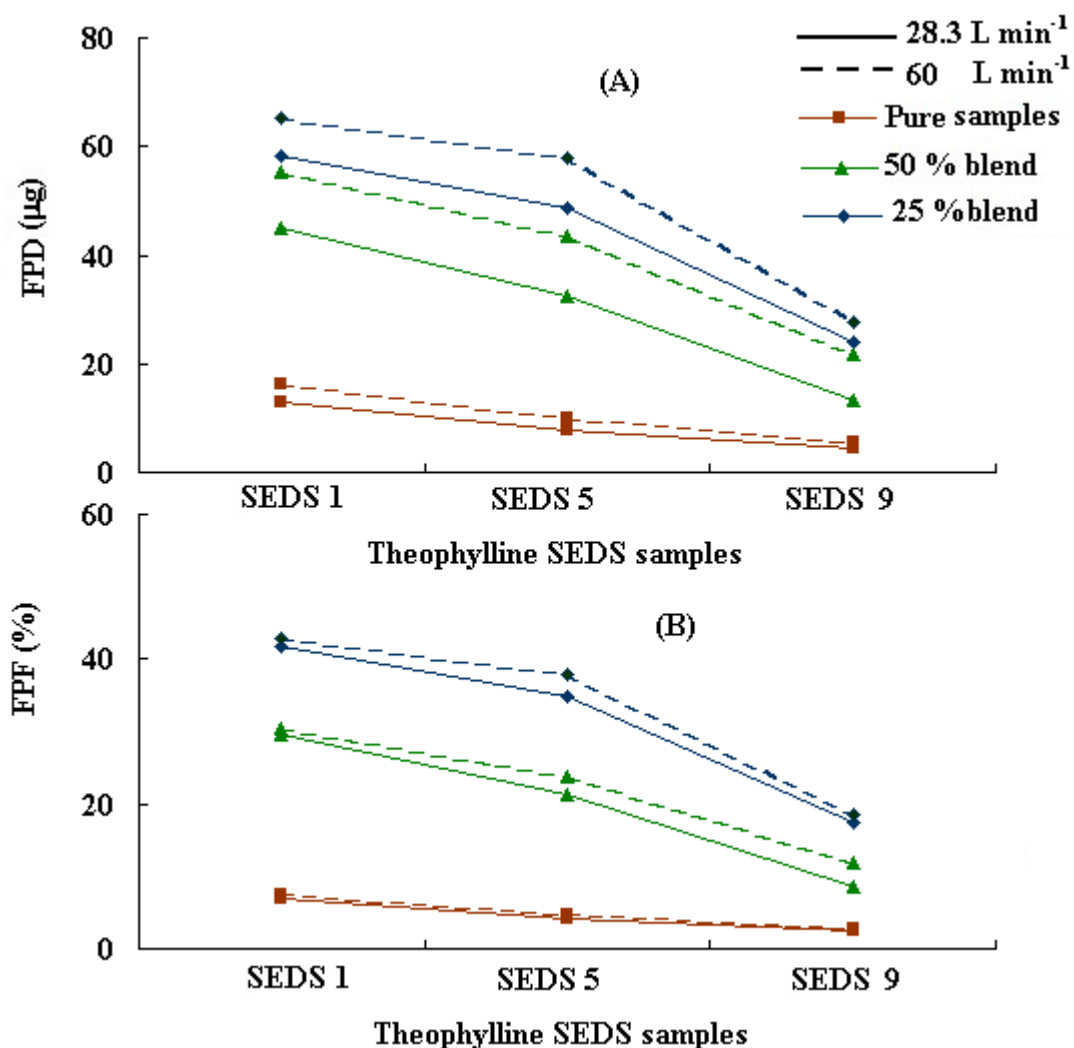 80
60
40
20
0
FPD (µg)
(A)
28.3 L min⁻¹
60 L min⁻¹
Pure samples
50 % blend
25 %blend
SEDS 1
SEDS 5
SEDS 9
Theophylline SEDS samples
60
40
20
0
FPF (%)
(B)
SEDS 1
SEDS 5
SEDS 9
Theophylline SEDS samples